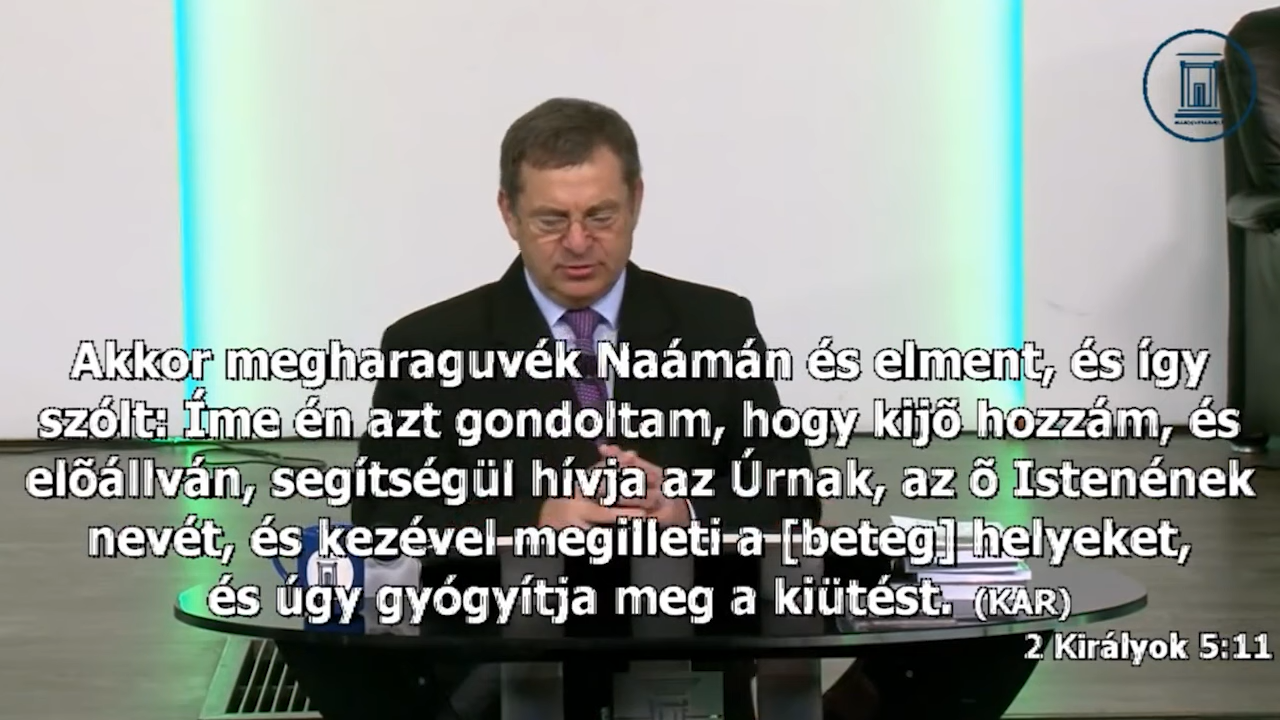 Akkor megharaguvék Naámán és elment, és így
szólt: Íme én azt gondoltam, hogy kijõ hozzám, és
elõállván, segítségül hívja az Úrnak, az õ Istenének
nevét, és kezével megilleti a [beteg] helyeket,
és úgy gyógyítja meg a kiütést. (KAR)
2 Királyok 5:11